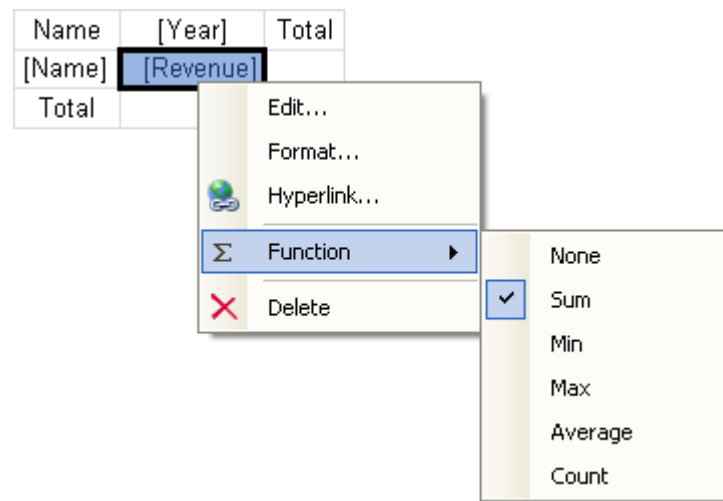 Name [Year] Total
[Name] [Revenue]
Total
Edit...
Format...
Hyperlink...
Function
Delete
None
Sum
Min
Max
Average
Count